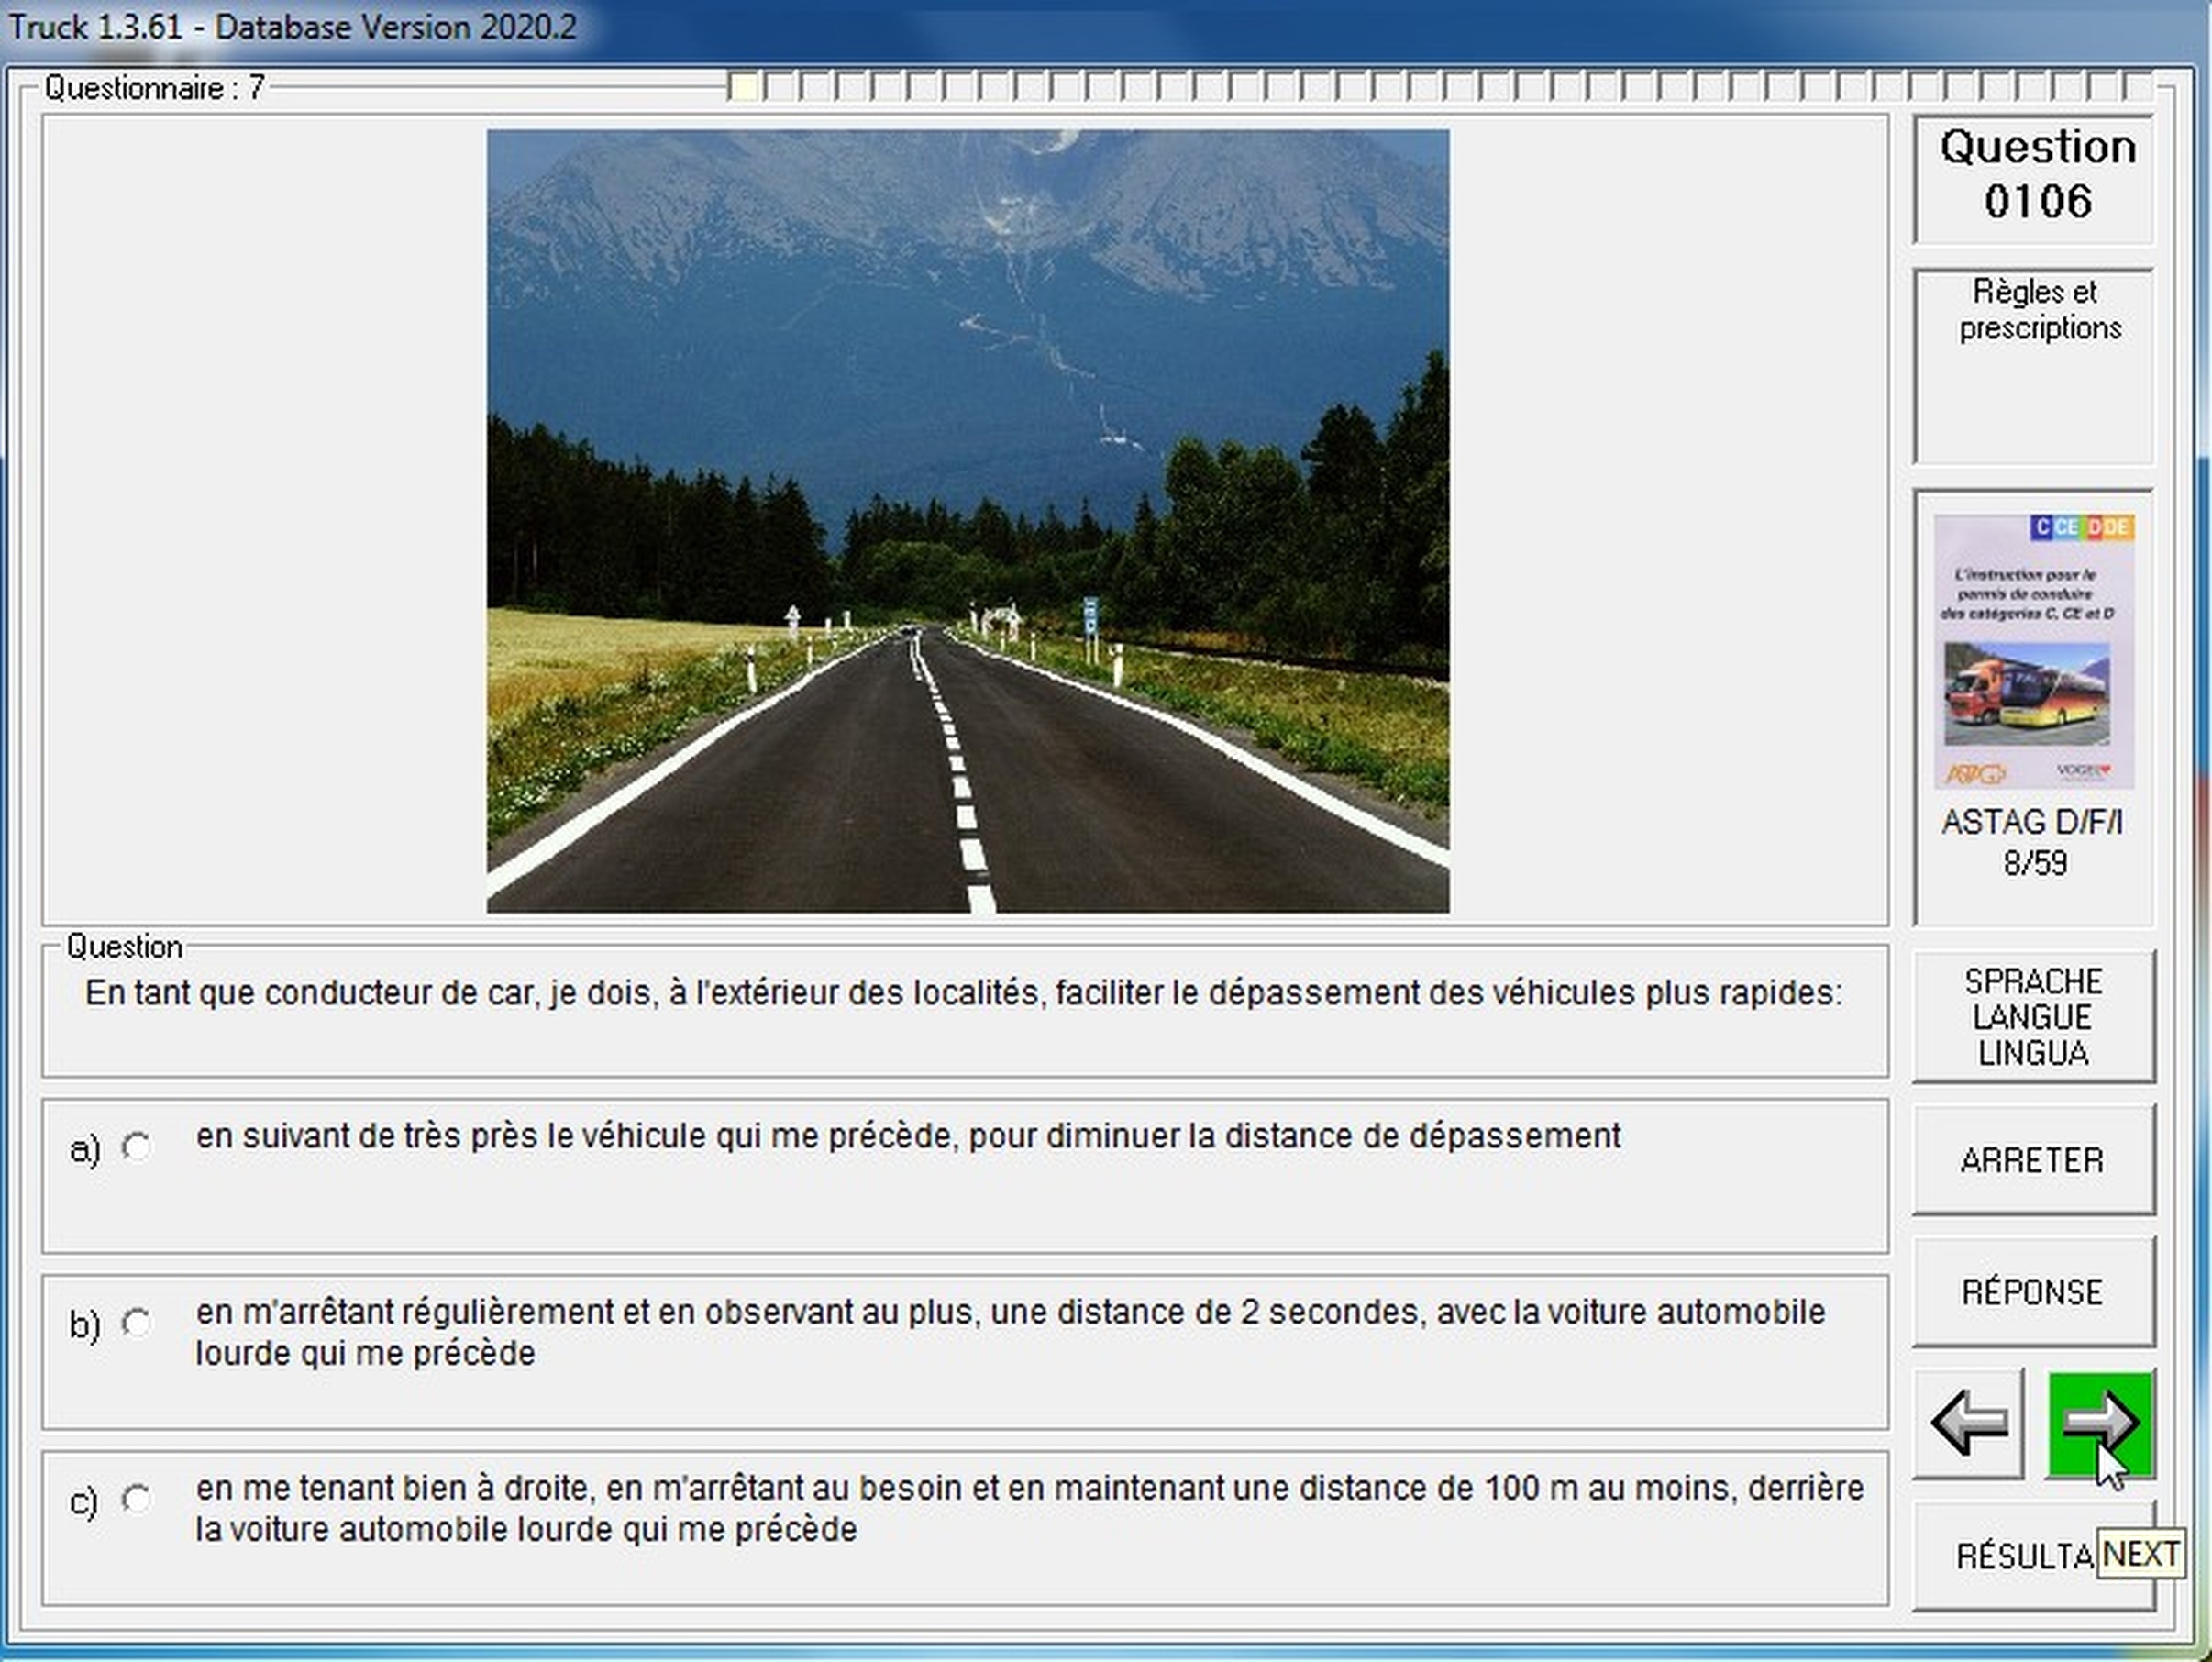 Truck 1.3.61 - Database Version 2020.2
Questionnaire : 7
Question
0106
Règles et
prescriptions
C CE D DE
L'instruction pour le
permis de conduire
des catégories C, CE et D
ASTAG
VOGEL
ASTAG D/F/I
8/59
Question
En tant que conducteur de car, je dois, à l'extérieur des localités, faciliter le dépassement des véhicules plus rapides:
a) en suivant de très près le véhicule qui me précède, pour diminuer la distance de dépassement
b) en m'arrêtant régulièrement et en observant au plus, une distance de 2 secondes, avec la voiture automobile
lourde qui me précède
c) en me tenant bien à droite, en m'arrêtant au besoin et en maintenant une distance de 100 m au moins, derrière
la voiture automobile lourde qui me précède
SPRACHE
LANGUE
LINGUA
ARRETER
RÉPONSE
RÉSULTA
NEXT